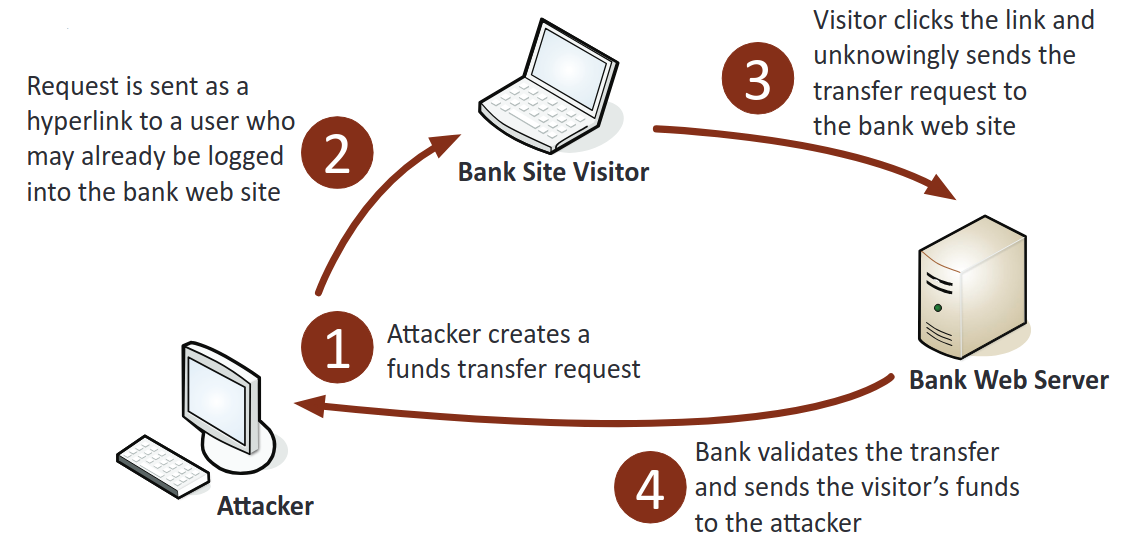 1
Attacker creates a
funds transfer request
2
Request is sent as a
hyperlink to a user who
may already be logged
into the bank web site
Bank Site Visitor
3
Visitor clicks the link and
unknowingly sends the
transfer request to
the bank web site
Bank Web Server
4
Bank validates the transfer
and sends the visitor's funds
to the attacker
Attacker